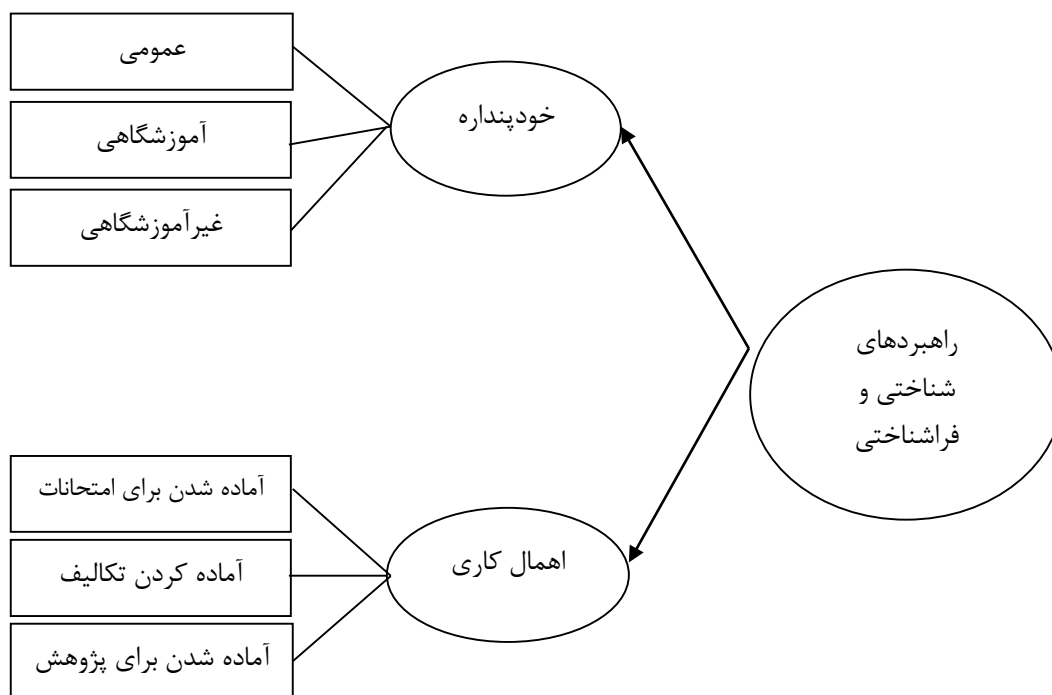 راهبردهای
شناختی و
فراشناختی
خودپنداره
عمومی
آموزشگاهی
غیرآموزشگاهی
اهمال کاری
آماده شدن برای امتحانات
آماده کردن تکالیف
آماده شدن برای پژوهش